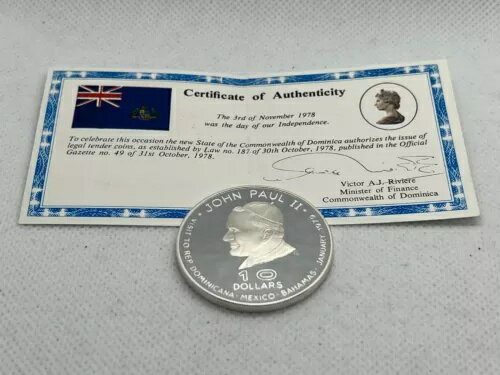 Certificate of Authenticity
The 3rd of November 1978
was the day of our Independence.
To celebrate this occasion the new State of the Commonwealth of Dominica authorizes the issue of
legal tender coins, as established by Law no. 187 of 30th October, 1978, published in the Official
Gazette no. 49 of 31st October, 1978.
Victor A.J. Riviere
Minister of Finance
Commonwealth of Dominica
JOHN PAUL II
VISIT TO REP. DOMINICANA · MEXICO · BAHAMAS · JANUARY 1979
10
DOLLARS